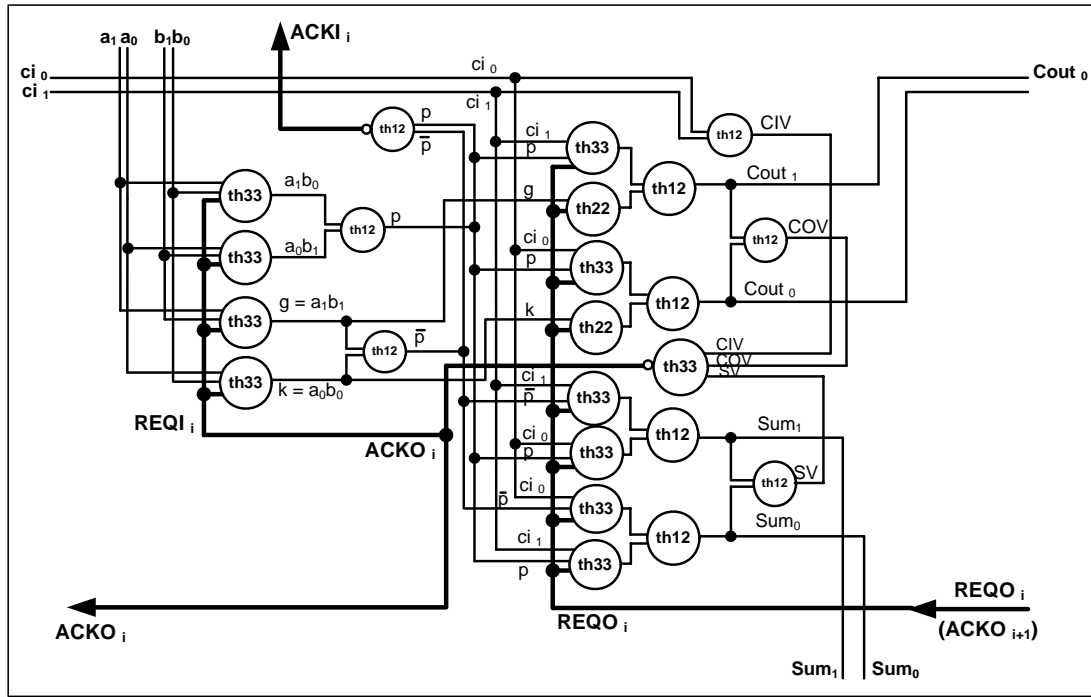 a₁ a₀ b₁b₀ ACKI ᵢ
ci ₀
ci ₁
ci ₀
ci ₁
Cout ₀
th12
p
p̄
ci ₁
p
th33
th12
CIV
th33
a₁b₀
th12
p
g
th22
th12
Cout ₁
th33
a₀b₁
ci ₀
p
th33
th12
COV
th12
Cout ₀
g = a₁b₁
th33
th12
p̄
k
th22
th33
CIV
COV
SV
th33
k = a₀b₀
ci ₁
p̄
th33
REQI ᵢ
ACKO ᵢ
th12
Sum₁
ci ₀
p
th33
th12
SV
ci ₀
p̄
th33
th12
Sum₀
ci ₁
p
th33
ACKO ᵢ
REQO ᵢ
REQO ᵢ
(ACKO ᵢ₊₁)
Sum₁ Sum₀